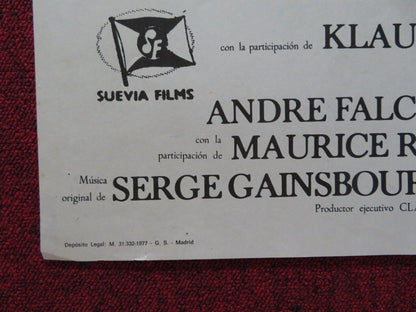 SF
SUEVIA FILMS
con la participación de KLAU
ANDRE FALC
con la participación de MAURICE R
Música original de SERGE GAINSBOUR
Productor ejecutivo CLA
Depósito Legal: M. 31.332-1977 - G. S. - Madrid